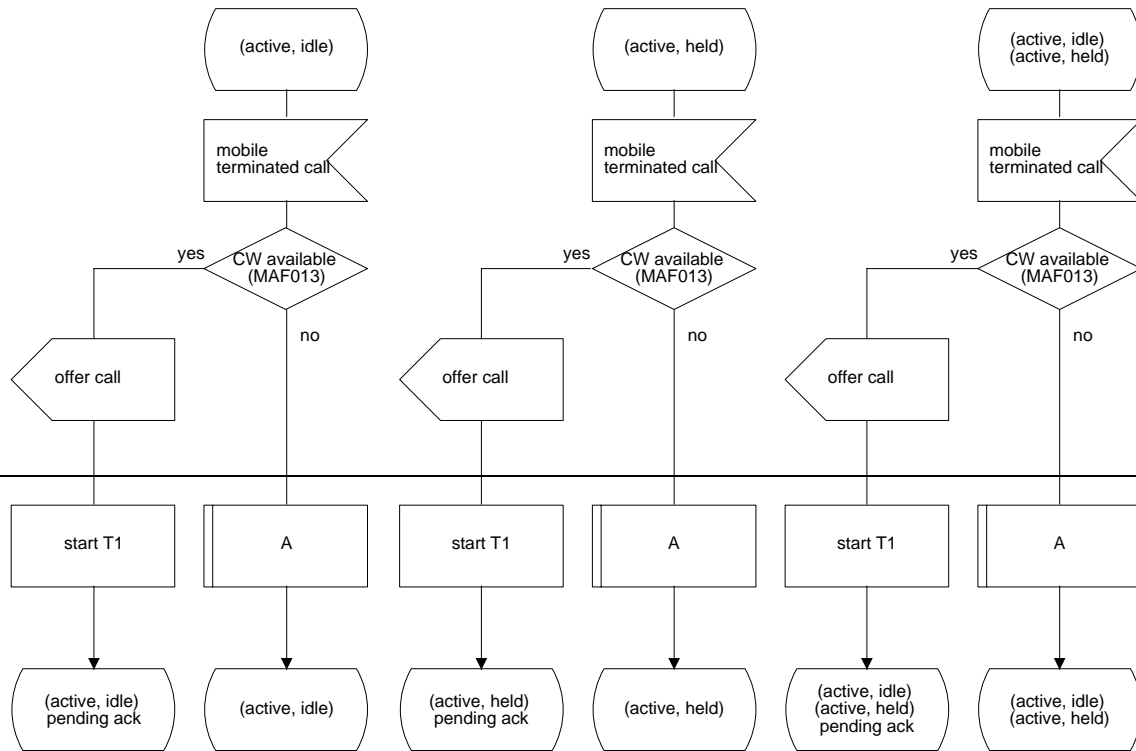 (active, idle)
(active, held)
(active, idle)
(active, held)
mobile
terminated call
mobile
terminated call
mobile
terminated call
yes
CW available
(MAF013)
yes
CW available
(MAF013)
yes
CW available
(MAF013)
no
no
no
offer call
offer call
offer call
start T1
A
start T1
A
start T1
A
(active, idle)
pending ack
(active, idle)
(active, held)
pending ack
(active, held)
(active, idle)
(active, held)
pending ack
(active, idle)
(active, held)